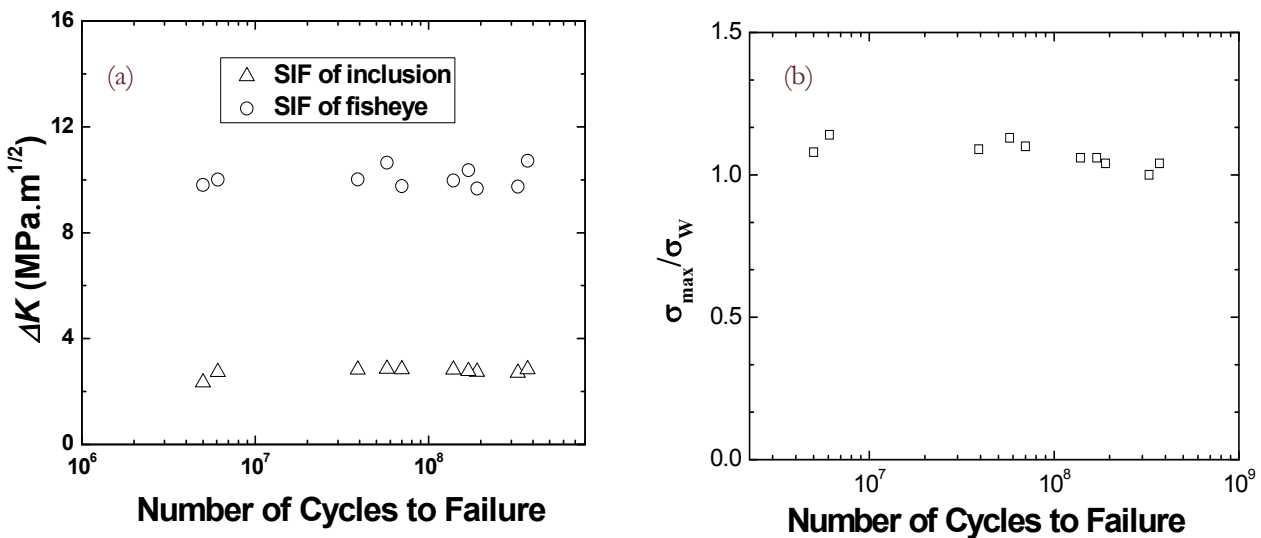 (a)
SIF of inclusion
SIF of fisheye
16
12
8
4
0
ΔK (MPa.m^1/2)
10^6
10^7
10^8
Number of Cycles to Failure
(b)
1.5
1.0
0.5
0.0
σmax/σW
10^7
10^8
10^9
Number of Cycles to Failure